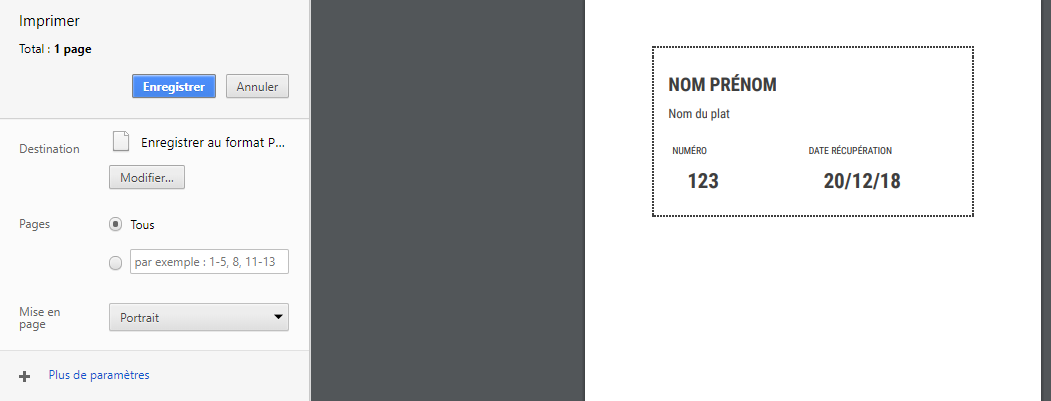 Imprimer
Total : 1 page
Enregistrer Annuler
Destination Enregistrer au format P...
Modifier...
Pages Tous
par exemple : 1-5, 8, 11-13
Mise en page Portrait
Plus de paramètres
NOM PRÉNOM
Nom du plat
NUMÉRO DATE RÉCUPÉRATION
123 20/12/18